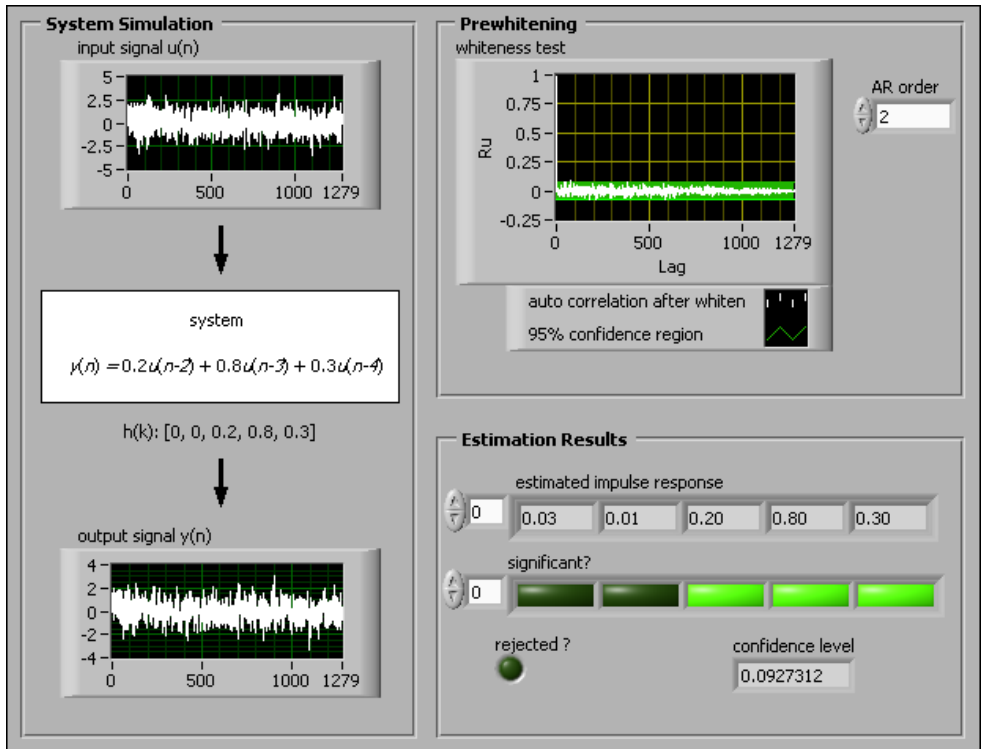 System Simulation
input signal u(n)
5
2.5
0
-2.5
-5
0 500 1000 1279
system
y(n) =0.2u(n-2) + 0.8u(n-3) + 0.3u(n-4)
h(k): [0, 0, 0.2, 0.8, 0.3]
output signal y(n)
4
2
0
-2
-4
0 500 1000 1279
Prewhitening
whiteness test
1
0.75
0.5
0.25
0
-0.25
Ru
0 500 1000 1279
Lag
auto correlation after whiten
95% confidence region
AR order
2
Estimation Results
estimated impulse response
0 0.03 0.01 0.20 0.80 0.30
significant?
0
rejected ?
confidence level
0.0927312